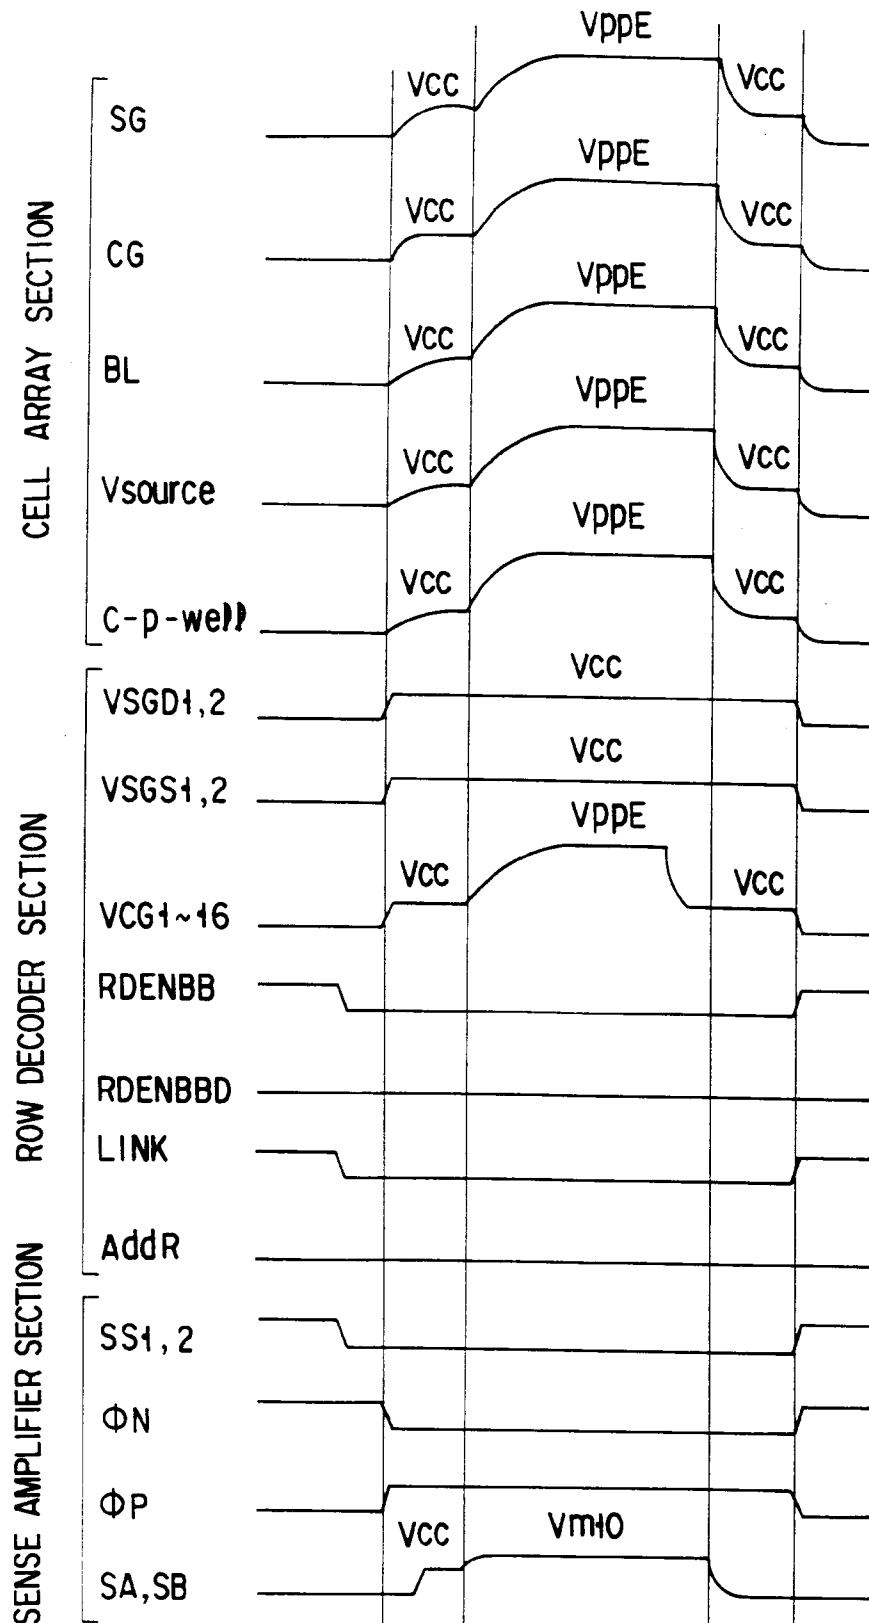 CELL ARRAY SECTION
VppE
VCC
VCC
SG
VppE
VCC
VCC
CG
VppE
VCC
VCC
BL
VppE
VCC
VCC
Vsource
VppE
VCC
VCC
C-p-well
VCC
VSGD1,2
VCC
VSGS1,2
ROW DECODER SECTION
VppE
VCC
VCC
VCG1~16
RDENBB
RDENBBD
LINK
AddR
SENSE AMPLIFIER SECTION
SS1,2
ΦN
ΦP
VCC
Vm10
SA,SB